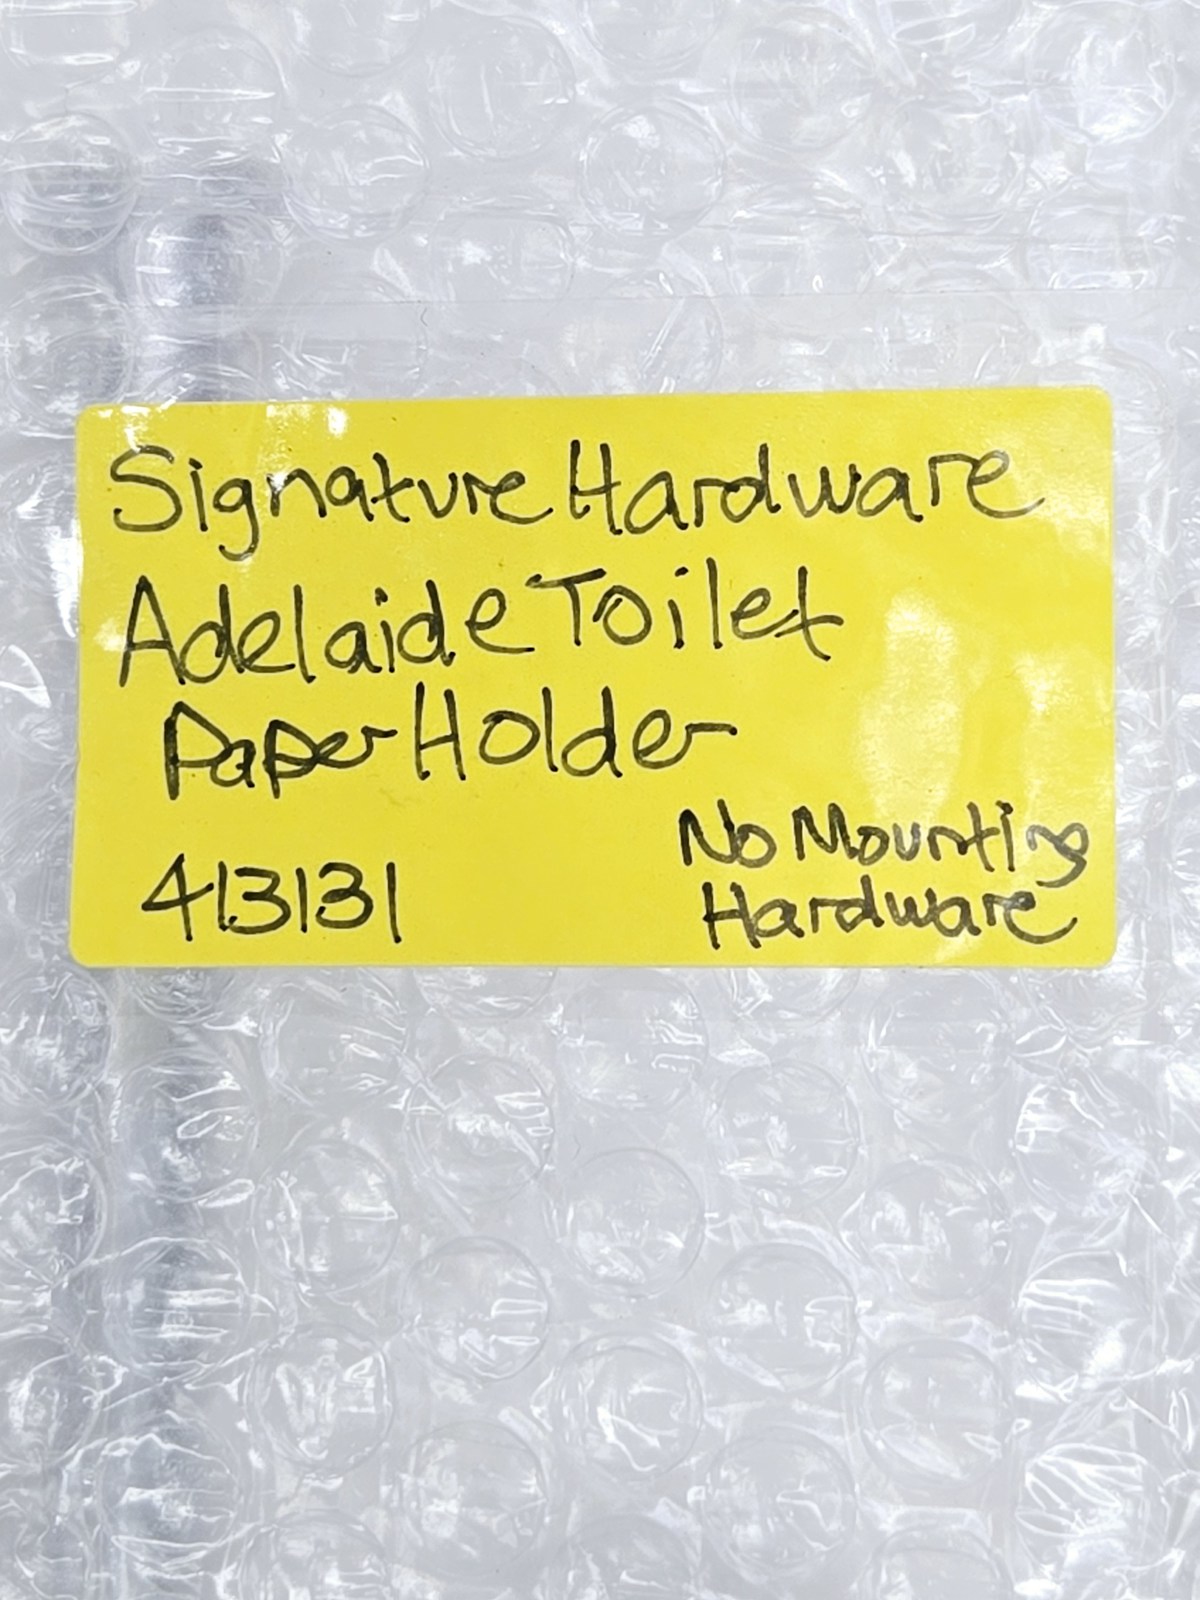 Signature Hardware
Adelaide Toilet
Paper Holder
No Mounting
Hardware
413131